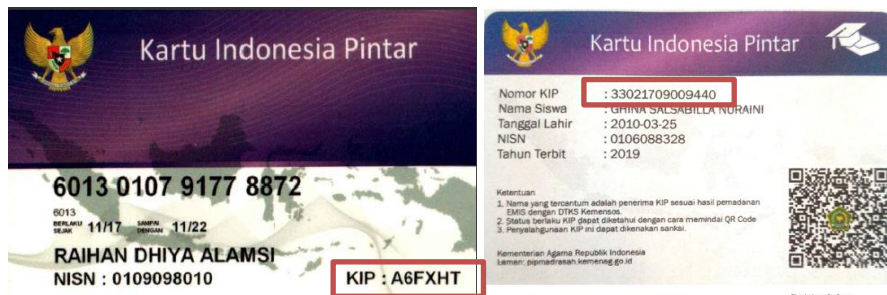 Kartu Indonesia Pintar
6013 0107 9177 8872
6013
BERLAKU SEJAK 11/17 SAMPAI DENGAN 11/22
RAIHAN DHIYA ALAMSI
NISN : 0109098010
KIP : A6FXHT
Kartu Indonesia Pintar
Nomor KIP : 33021709009440
Nama Siswa : GHINA SALSABILLA NURAINI
Tanggal Lahir : 2010-03-25
NISN : 0106088328
Tahun Terbit : 2019
Ketentuan
1. Nama yang tercantum adalah penerima KIP sesuai hasil pemadanan
EMIS dengan DTKS Kemensos.
2. Status berlaku KIP dapat diketahui dengan cara memindai QR Code
3. Penyalahgunaan KIP ini dapat dikenakan sanksi.
Kementerian Agama Republik Indonesia
Laman: pipmadrasah.kemenag.go.id